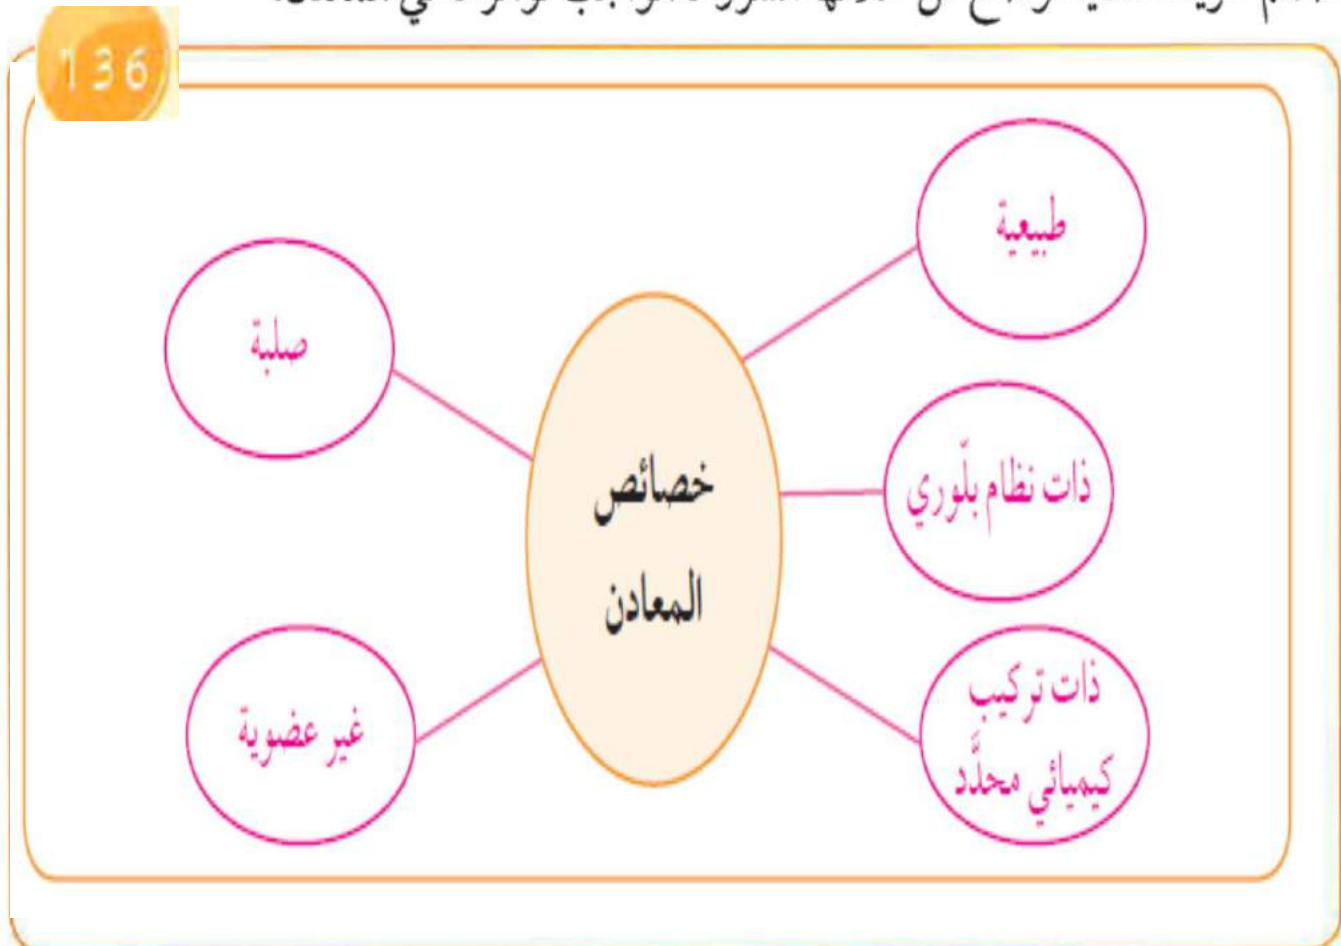 136
طبيعية
صلبة
ذات نظام بلّوري
خصائص
المعادن
ذات تركيب
كيميائي محدَّد
غير عضوية